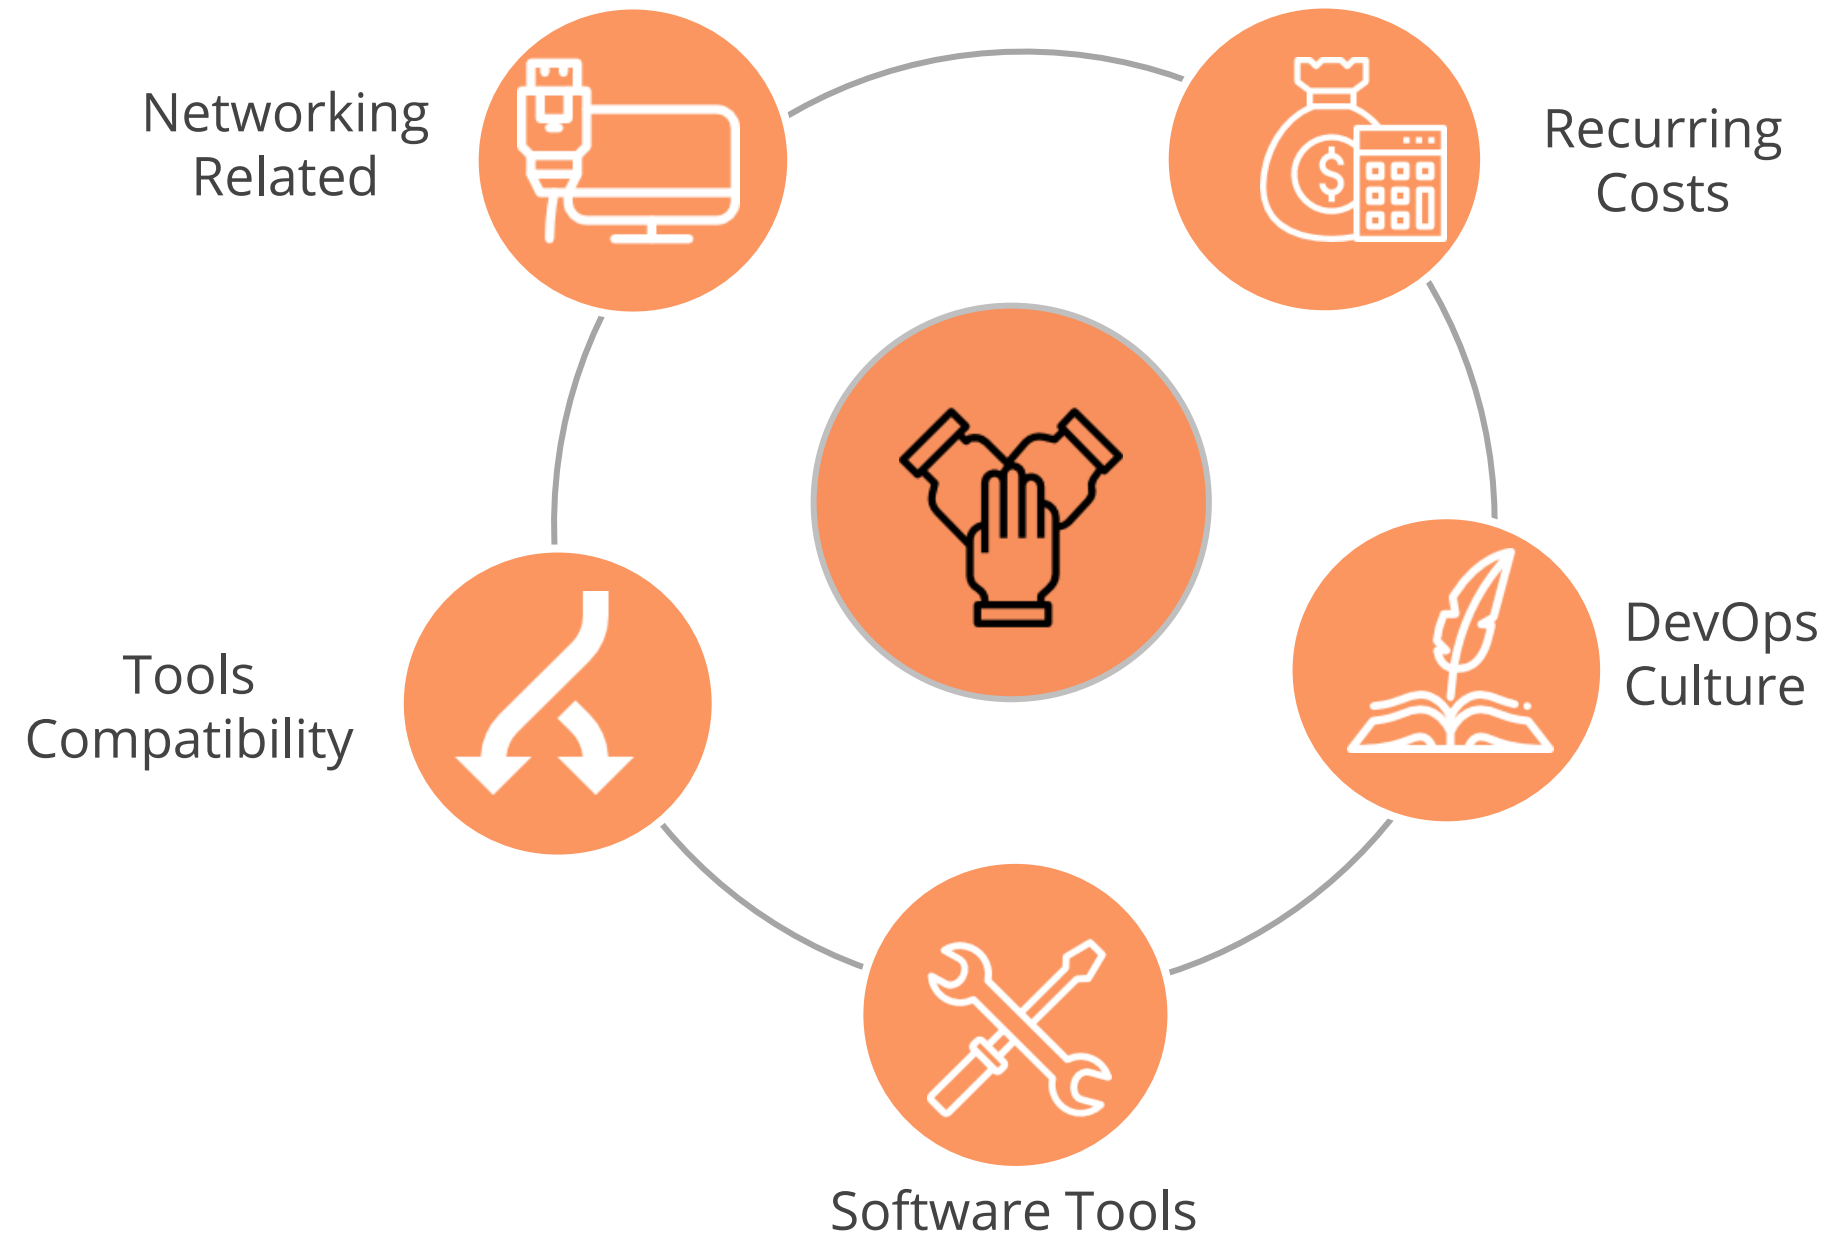 Networking
Related
Recurring
Costs
DevOps
Culture
Tools
Compatibility
Software Tools
$